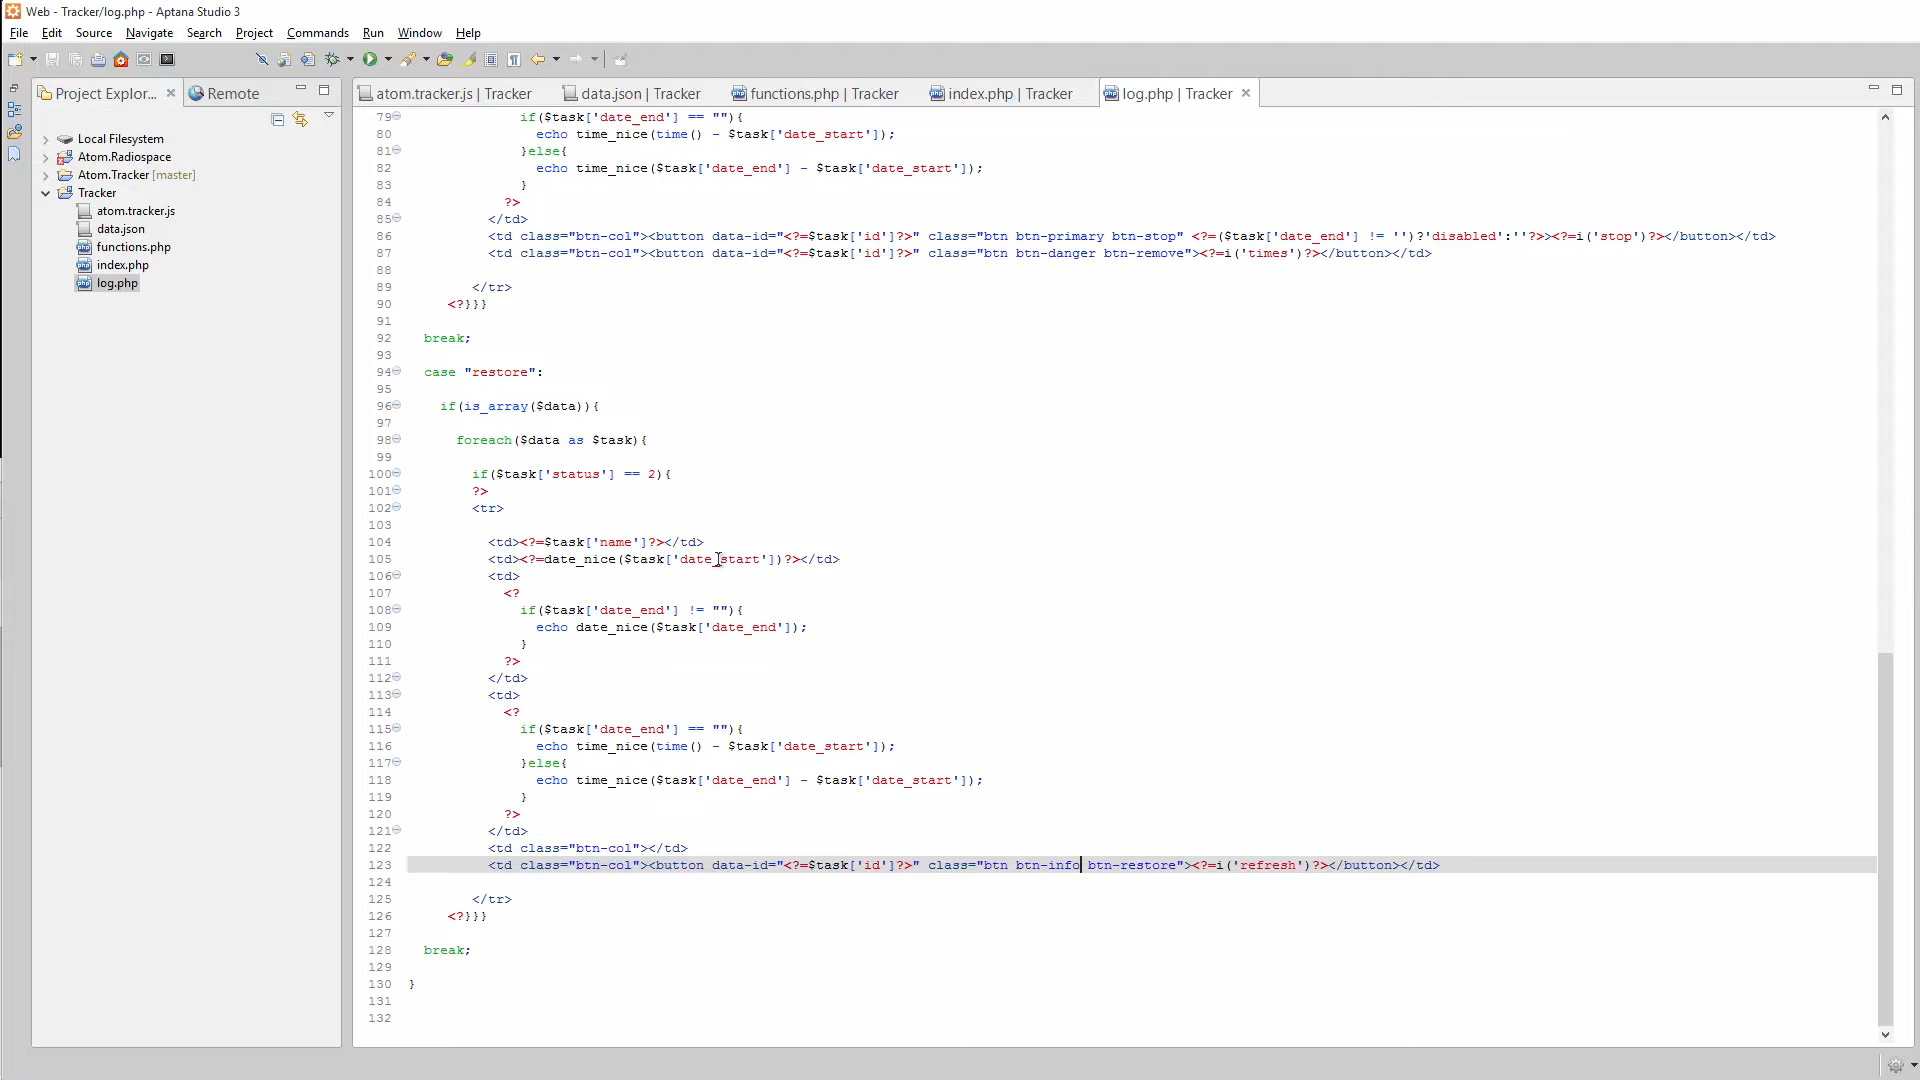 Web - Tracker/log.php - Aptana Studio 3
File Edit Source Navigate Search Project Commands Run Window Help
Project Explor... Remote
atom.tracker.js | Tracker data.json | Tracker functions.php | Tracker index.php | Tracker log.php | Tracker
Local Filesystem
Atom.Radiospace
Atom.Tracker [master]
Tracker
atom.tracker.js
data.json
functions.php
index.php
log.php
79 if($task['date_end'] == ""){
80 echo time_nice(time() - $task['date_start']);
81 }else{
82 echo time_nice($task['date_end'] - $task['date_start']);
83 }
84 ?>
85 </td>
86 <td class="btn-col"><button data-id="<?=$task['id']?>" class="btn btn-primary btn-stop" <?=($task['date_end'] != '')?'disabled':''?>><?=i('stop')?></button></td>
87 <td class="btn-col"><button data-id="<?=$task['id']?>" class="btn btn-danger btn-remove"><?=i('times')?></button></td>
88
89 </tr>
90 <?}}}
91
92 break;
93
94 case "restore":
95
96 if(is_array($data)){
97
98 foreach($data as $task){
99
100 if($task['status'] == 2){
101 ?>
102 <tr>
103
104 <td><?=$task['name']?></td>
105 <td><?=date_nice($task['date_start'])?></td>
106 <td>
107 <?
108 if($task['date_end'] != ""){
109 echo date_nice($task['date_end']);
110 }
111 ?>
112 </td>
113 <td>
114 <?
115 if($task['date_end'] == ""){
116 echo time_nice(time() - $task['date_start']);
117 }else{
118 echo time_nice($task['date_end'] - $task['date_start']);
119 }
120 ?>
121 </td>
122 <td class="btn-col"></td>
123 <td class="btn-col"><button data-id="<?=$task['id']?>" class="btn btn-info btn-restore"><?=i('refresh')?></button></td>
124
125 </tr>
126 <?}}}
127
128 break;
129
130 }
131
132